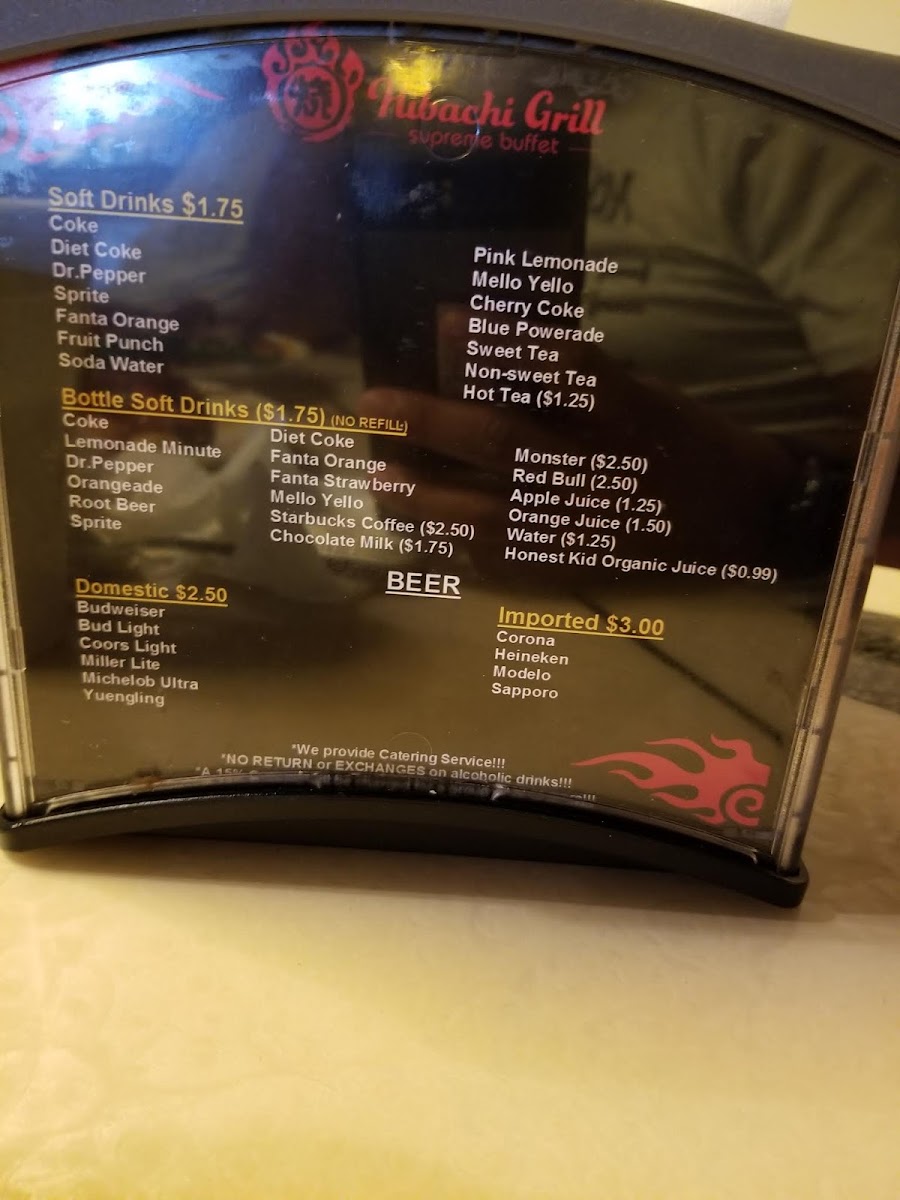 Hibachi Grill
supreme buffet
Soft Drinks $1.75
Coke
Diet Coke
Dr.Pepper
Sprite
Fanta Orange
Fruit Punch
Soda Water
Pink Lemonade
Mello Yello
Cherry Coke
Blue Powerade
Sweet Tea
Non-sweet Tea
Hot Tea ($1.25)
Bottle Soft Drinks ($1.75) (NO REFILL)
Coke
Lemonade Minute
Dr.Pepper
Orangeade
Root Beer
Sprite
Diet Coke
Fanta Orange
Fanta Strawberry
Mello Yello
Starbucks Coffee ($2.50)
Chocolate Milk ($1.75)
Monster ($2.50)
Red Bull (2.50)
Apple Juice (1.25)
Orange Juice (1.50)
Water ($1.25)
Honest Kid Organic Juice ($0.99)
BEER
Domestic $2.50
Budweiser
Bud Light
Coors Light
Miller Lite
Michelob Ultra
Yuengling
Imported $3.00
Corona
Heineken
Modelo
Sapporo
*We provide Catering Service!!!
*NO RETURN or EXCHANGES on alcoholic drinks!!!
*A 15%